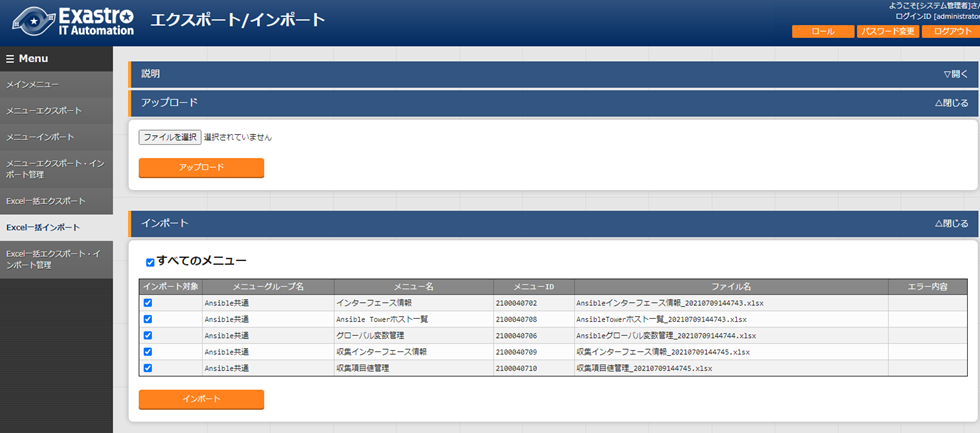 Exastro
IT Automation
エクスポート/インポート
ようこそ[システム管理者]さ
ログインID [administrator
ロール
パスワード変更
ログアウト
☰ Menu
メインメニュー
メニューエクスポート
メニューインポート
メニューエクスポート・イン
ポート管理
Excel一括エクスポート
Excel一括インポート
Excel一括エクスポート・イ
ンポート管理
説明
▽開く
アップロード
△閉じる
ファイルを選択 選択されていません
アップロード
インポート
△閉じる
すべてのメニュー
インポート対象 メニューグループ名 メニュー名 メニューID ファイル名 エラー内容
Ansible共通 インターフェース情報 2100040702 Ansibleインターフェース情報_20210709144743.xlsx
Ansible共通 Ansible Towerホスト一覧 2100040708 AnsibleTowerホスト一覧_20210709144743.xlsx
Ansible共通 グローバル変数管理 2100040706 Ansibleグローバル変数管理_20210709144744.xlsx
Ansible共通 収集インターフェース情報 2100040709 収集インターフェース情報_20210709144745.xlsx
Ansible共通 収集項目値管理 2100040710 収集項目値管理_20210709144745.xlsx
インポート